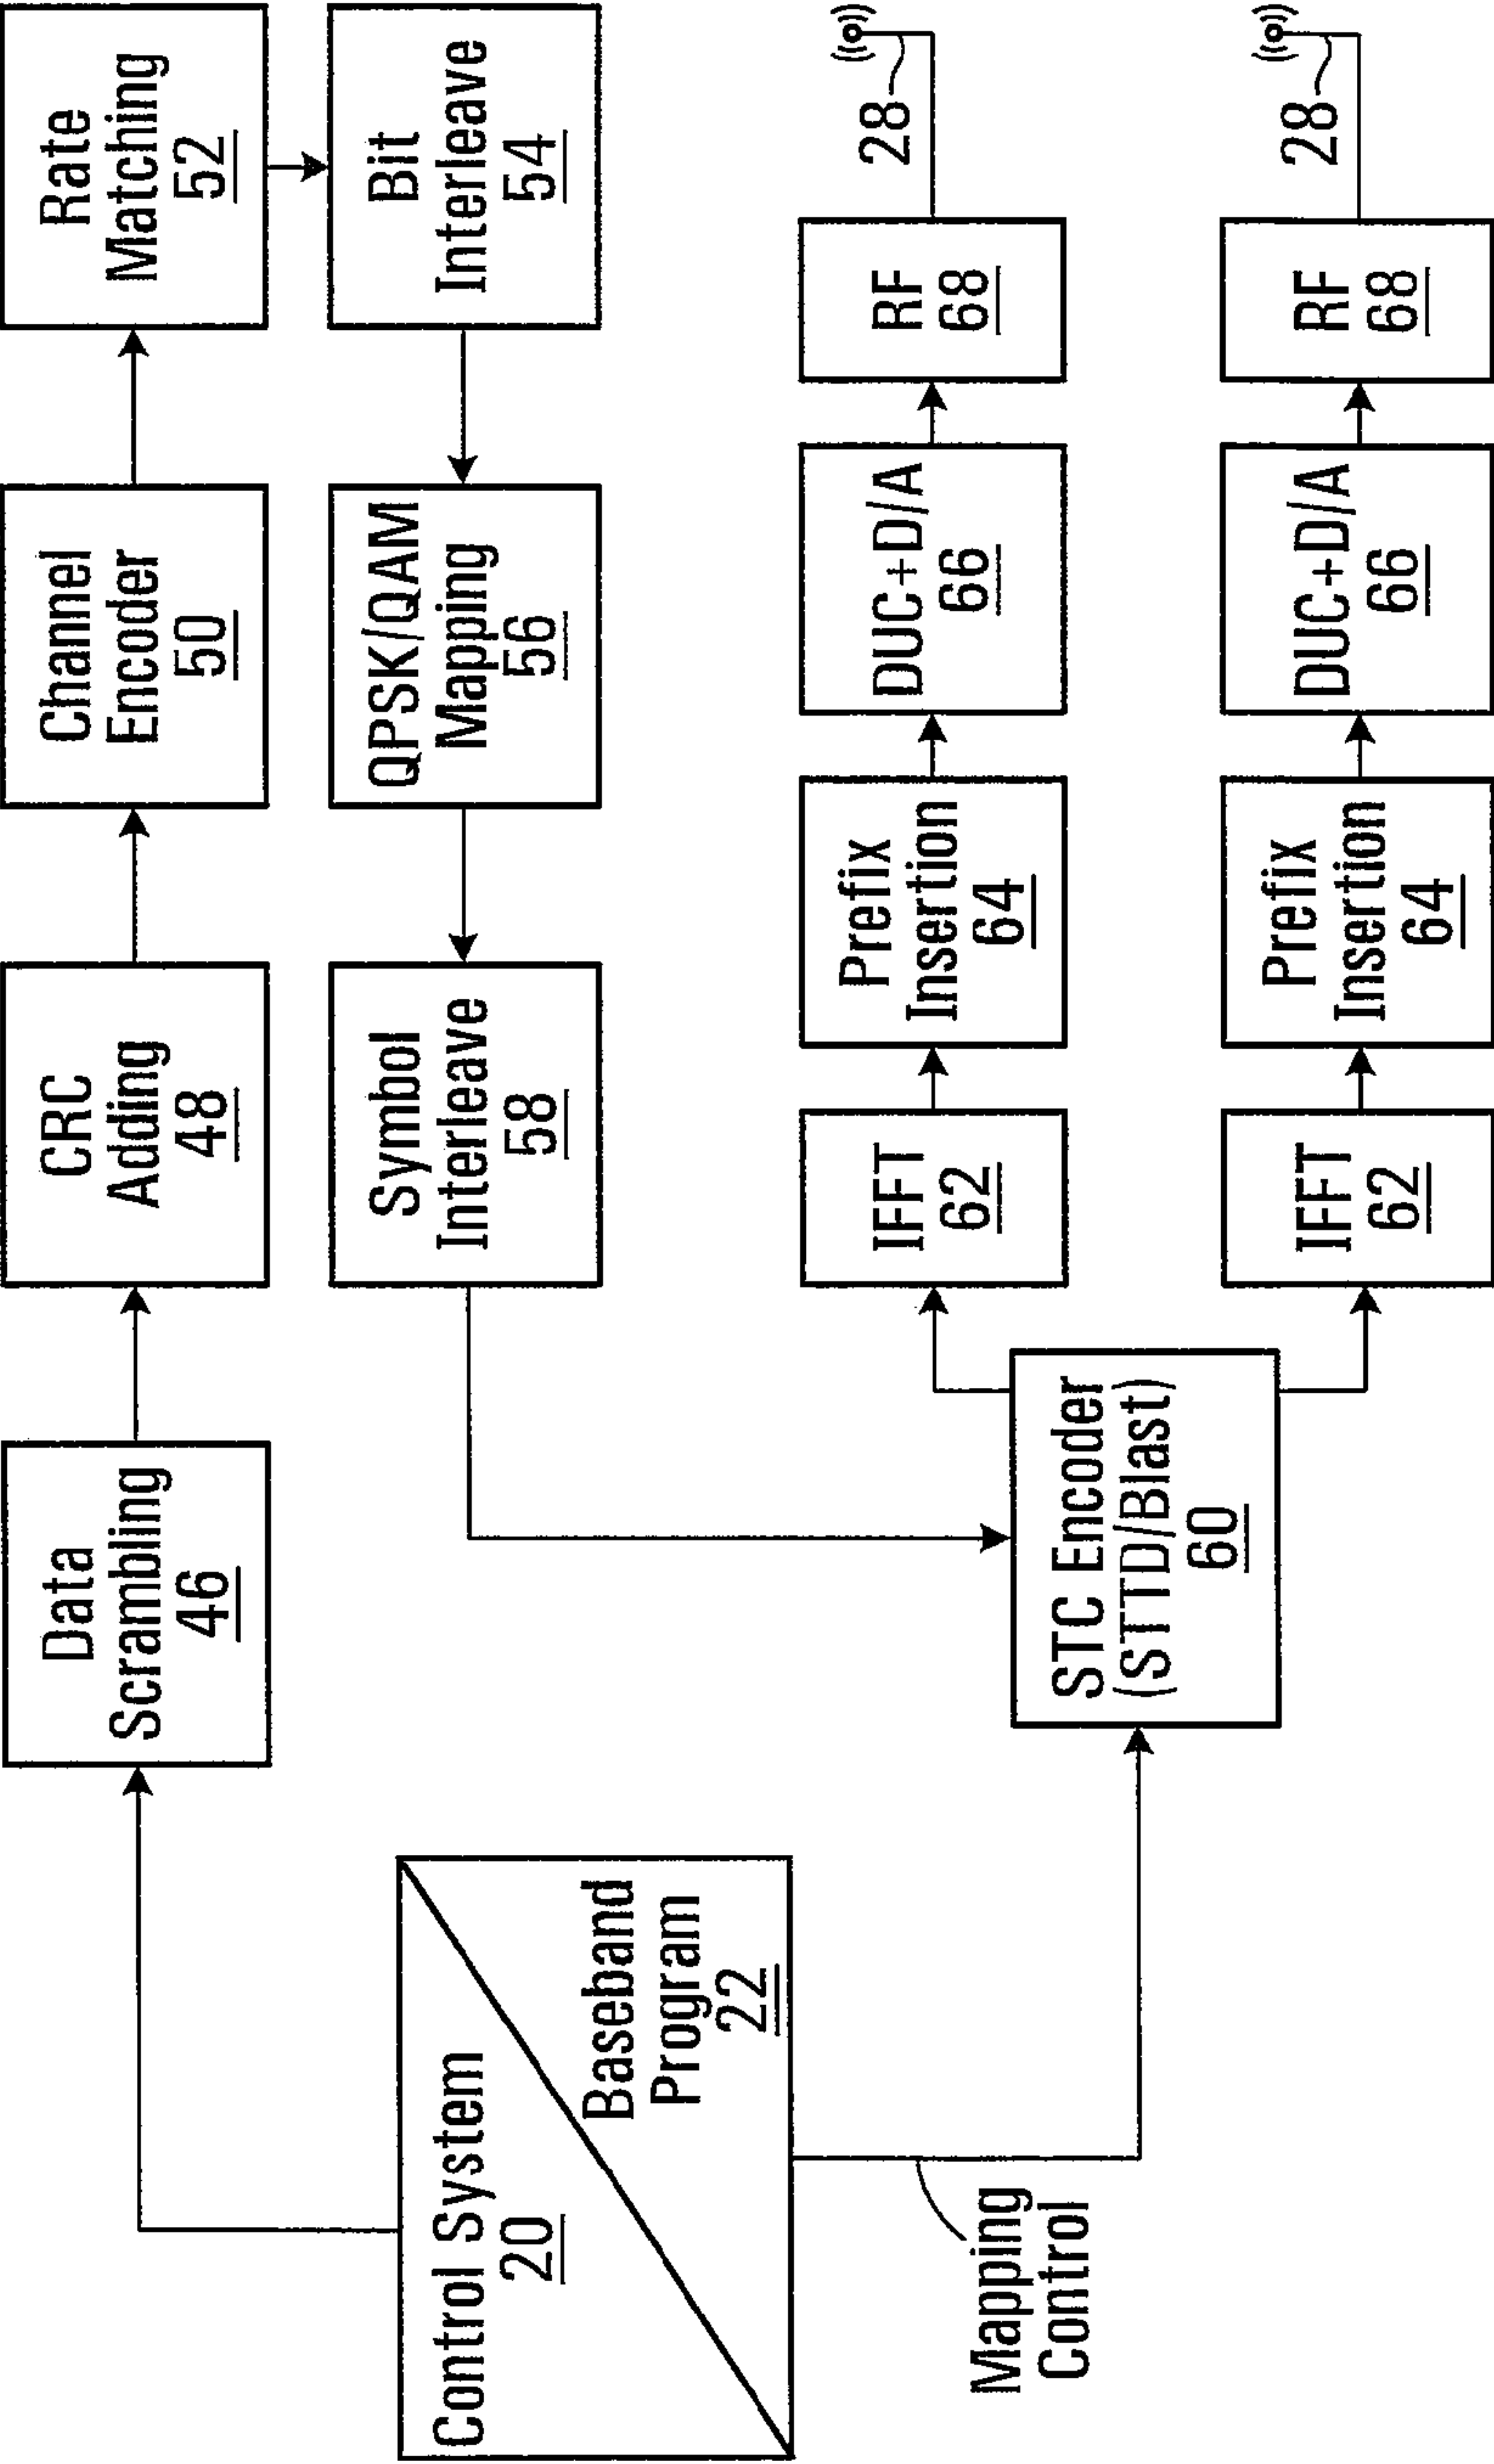 Data
Scrambling
46
CRC
Adding
48
Channel
Encoder
50
Rate
Matching
52
Control System
20
Baseband
Program
22
Symbol
Interleave
58
QPSK/QAM
Mapping
56
Bit
Interleave
54
IFFT
62
Prefix
Insertion
64
DUC+D/A
66
RF
68
28
Mapping
Control
STC Encoder
(STTD/Blast)
60
IFFT
62
Prefix
Insertion
64
DUC+D/A
66
RF
68
28